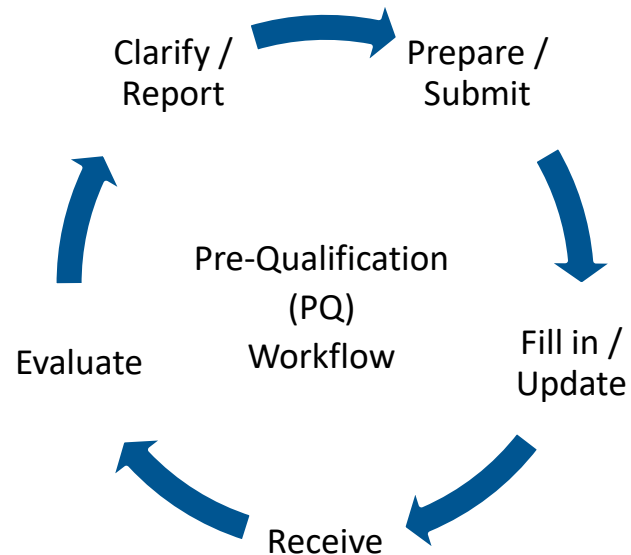 Clarify /
Report
Prepare /
Submit
Pre-Qualification
(PQ)
Workflow
Fill in /
Update
Evaluate
Receive